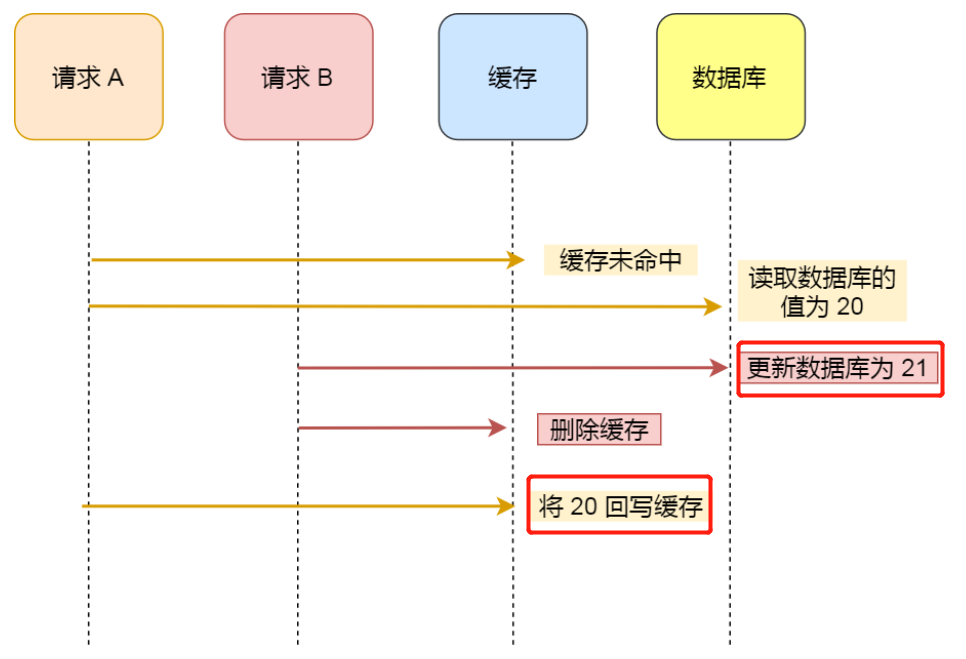 请求 A
请求 B
缓存
数据库
缓存未命中
读取数据库的
值为 20
更新数据库为 21
删除缓存
将 20 回写缓存